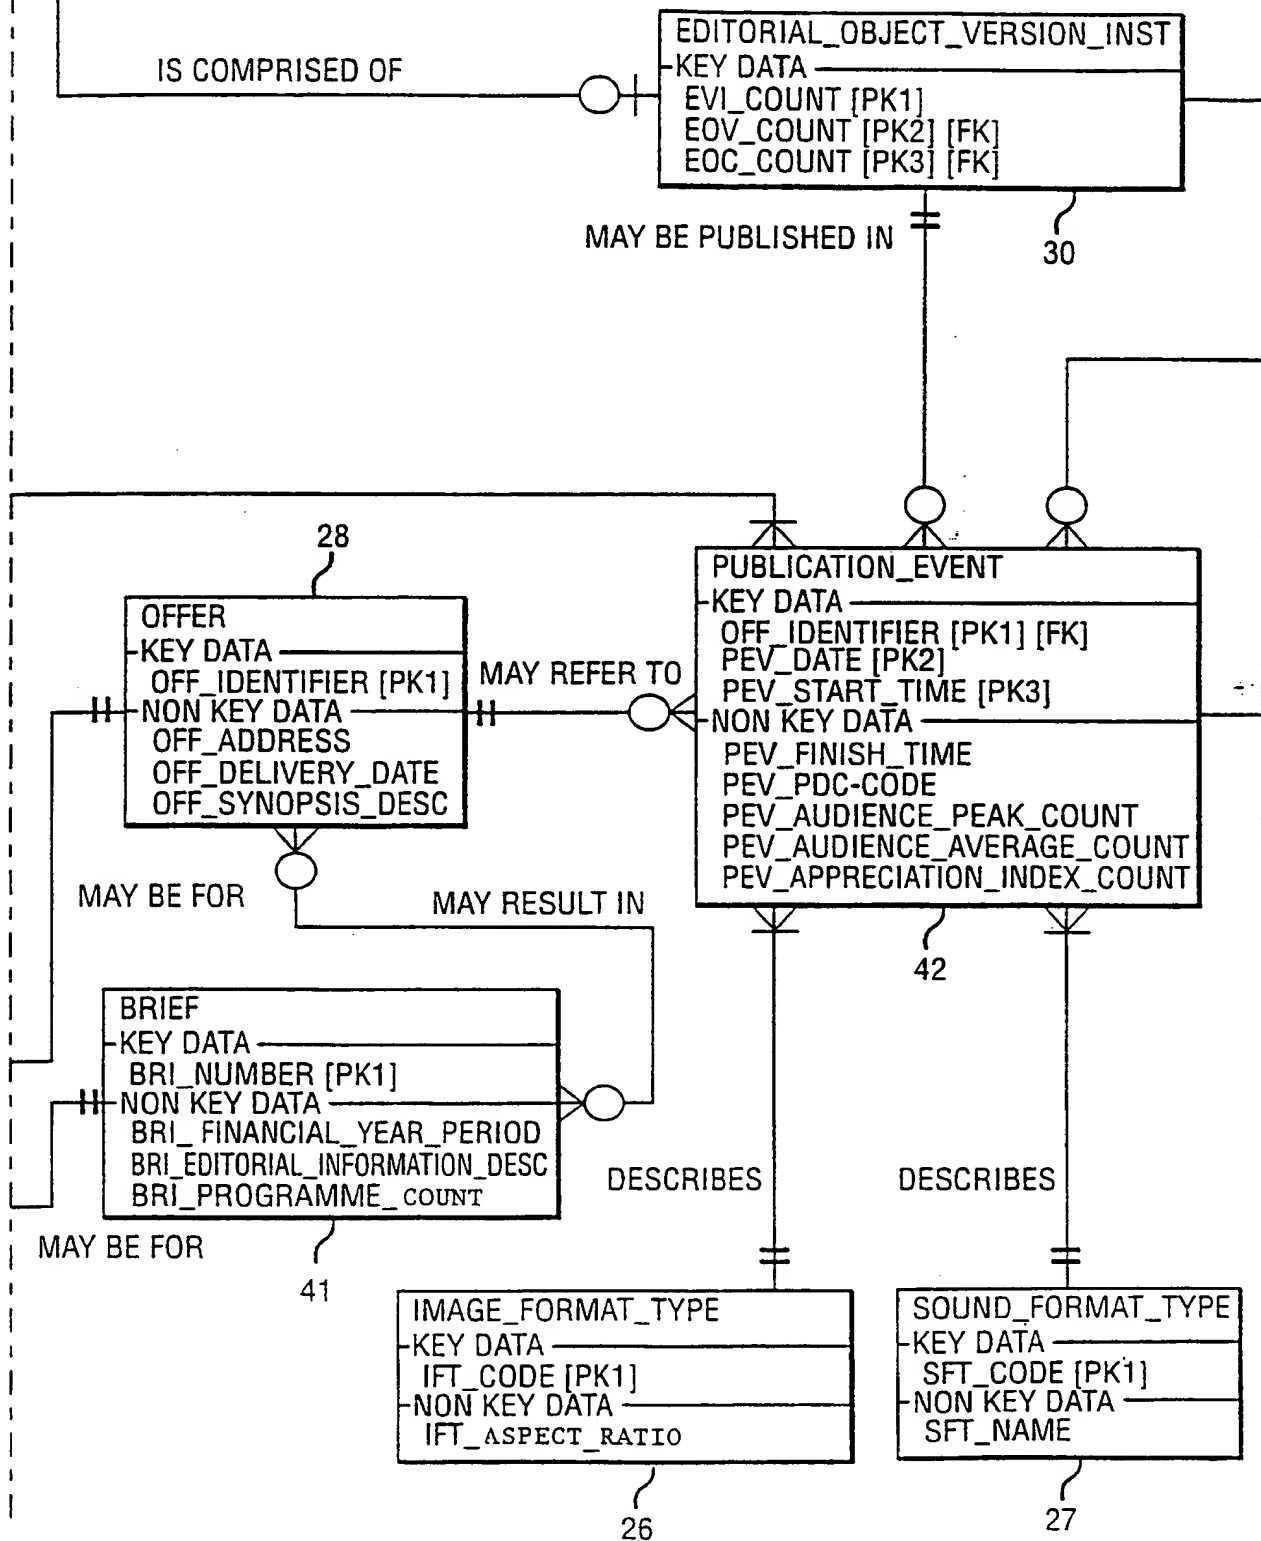 EDITORIAL_OBJECT_VERSION_INST
KEY DATA
EVI_COUNT [PK1]
EOV_COUNT [PK2] [FK]
EOC_COUNT [PK3] [FK]
IS COMPRISED OF
30
MAY BE PUBLISHED IN
28
OFFER
KEY DATA
OFF_IDENTIFIER [PK1]
NON KEY DATA
OFF_ADDRESS
OFF_DELIVERY_DATE
OFF_SYNOPSIS_DESC
MAY REFER TO
PUBLICATION_EVENT
KEY DATA
OFF_IDENTIFIER [PK1] [FK]
PEV_DATE [PK2]
PEV_START_TIME [PK3]
NON KEY DATA
PEV_FINISH_TIME
PEV_PDC-CODE
PEV_AUDIENCE_PEAK_COUNT
PEV_AUDIENCE_AVERAGE_COUNT
PEV_APPRECIATION_INDEX_COUNT
42
MAY BE FOR
MAY RESULT IN
BRIEF
KEY DATA
BRI_NUMBER [PK1]
NON KEY DATA
BRI_ FINANCIAL_YEAR_PERIOD
BRI_EDITORIAL_INFORMATION_DESC
BRI_PROGRAMME_COUNT
41
MAY BE FOR
DESCRIBES
DESCRIBES
IMAGE_FORMAT_TYPE
KEY DATA
IFT_CODE [PK1]
NON KEY DATA
IFT_ASPECT_RATIO
26
SOUND_FORMAT_TYPE
KEY DATA
SFT_CODE [PK1]
NON KEY DATA
SFT_NAME
27